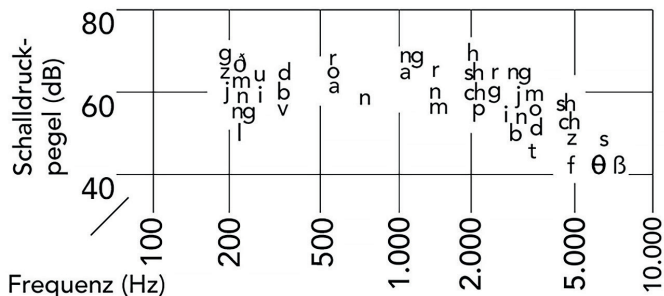 80
h
r
ng
g
ð
z
u
d
o
a
r
sh
r
ng
m
j
n
i
b
a
n
n
ch
g
j
m
60
ng
v
m
p
i
n
o
sh
l
b
d
ch
t
z
s
f
θ
ß
40
Schalldruck-
pegel (dB)
100
200
500
1.000
2.000
5.000
10.000
Frequenz (Hz)